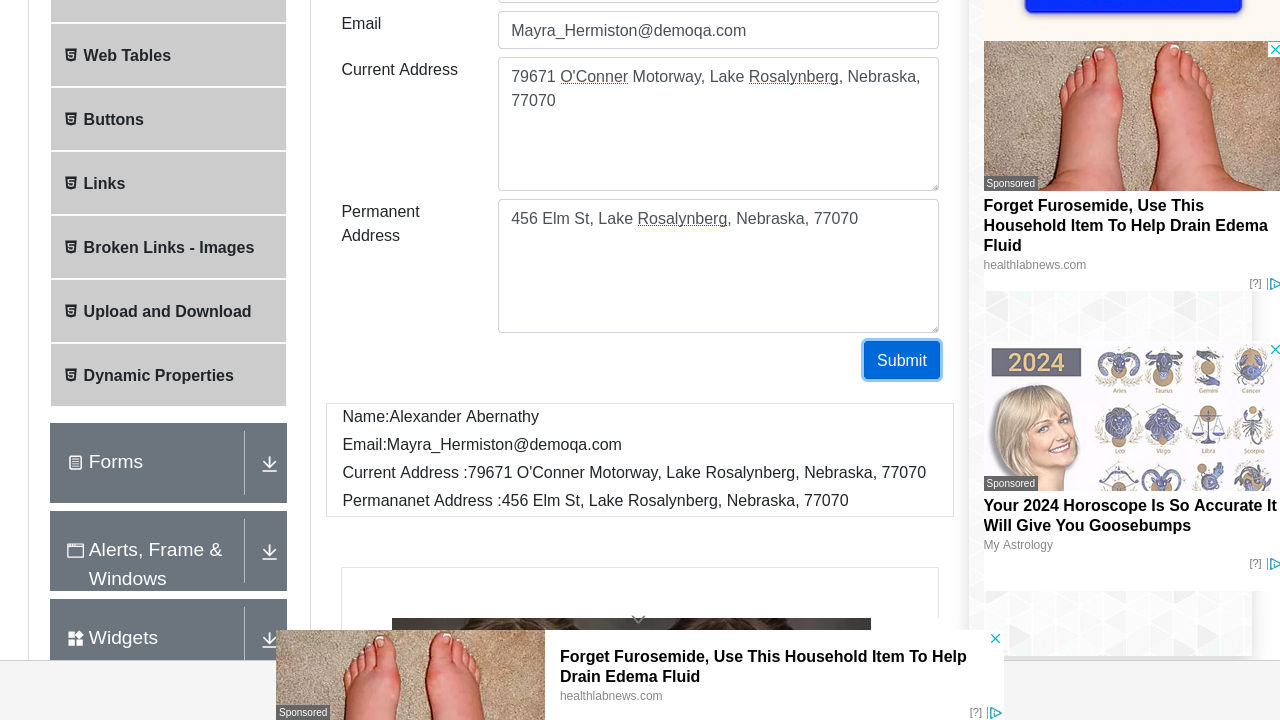 Web Tables
Buttons
Links
Broken Links - Images
Upload and Download
Dynamic Properties
Forms
Alerts, Frame &
Windows
Widgets
Email
Mayra_Hermiston@demoqa.com
Current Address
79671 O'Conner Motorway, Lake Rosalynberg, Nebraska,
77070
Permanent
Address
456 Elm St, Lake Rosalynberg, Nebraska, 77070
Submit
Name:Alexander Abernathy
Email:Mayra_Hermiston@demoqa.com
Current Address :79671 O'Conner Motorway, Lake Rosalynberg, Nebraska, 77070
Permananet Address :456 Elm St, Lake Rosalynberg, Nebraska, 77070
Sponsored
Forget Furosemide, Use This
Household Item To Help Drain Edema
Fluid
healthlabnews.com
[?]
2024
Aries
Taurus
Gemini
Cancer
Leo
Virgo
Libra
Scorpio
Sponsored
Your 2024 Horoscope Is So Accurate It
Will Give You Goosebumps
My Astrology
[?]
Sponsored
Forget Furosemide, Use This Household Item To Help
Drain Edema Fluid
healthlabnews.com
[?]